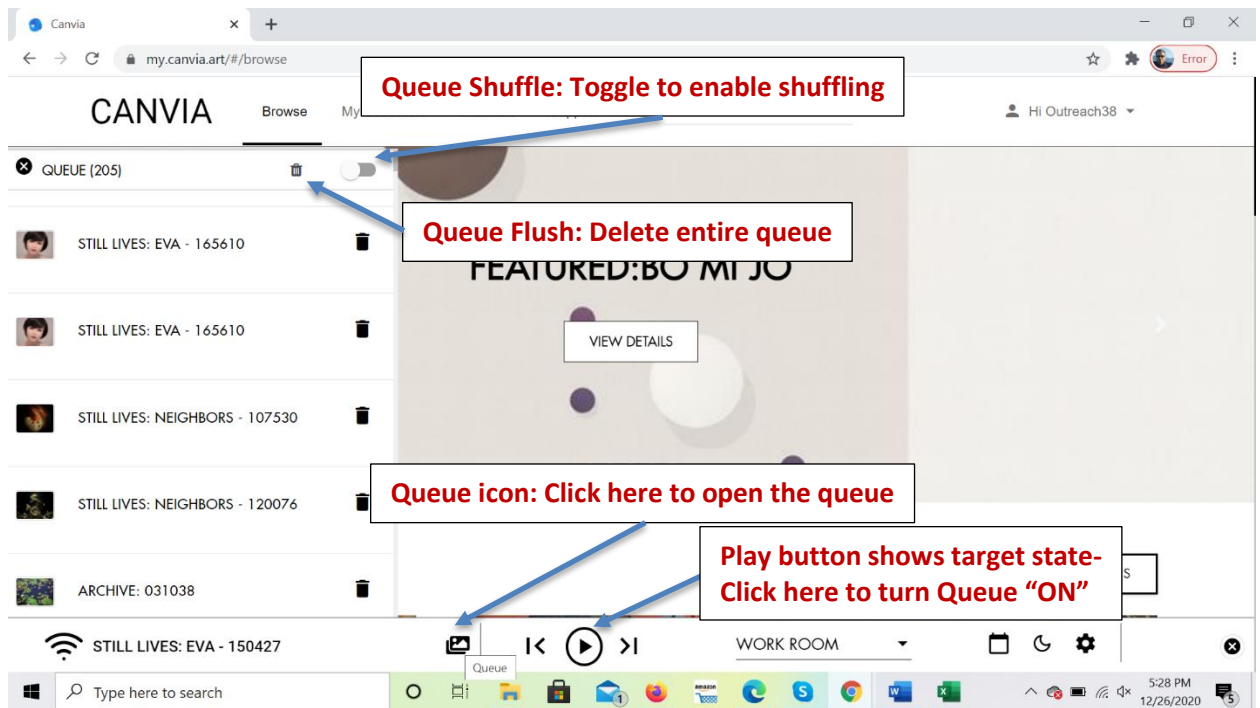 Canvia
my.canvia.art/#/browse
Error
Queue Shuffle: Toggle to enable shuffling
CANVIA
Browse
My
Hi Outreach38
QUEUE (205)
Queue Flush: Delete entire queue
STILL LIVES: EVA - 165610
FEATURED:BO MI JO
STILL LIVES: EVA - 165610
VIEW DETAILS
STILL LIVES: NEIGHBORS - 107530
Queue icon: Click here to open the queue
STILL LIVES: NEIGHBORS - 120076
Play button shows target state-
Click here to turn Queue “ON”
S
ARCHIVE: 031038
STILL LIVES: EVA - 150427
WORK ROOM
Queue
Type here to search
1
amazon
5:28 PM
12/26/2020
5